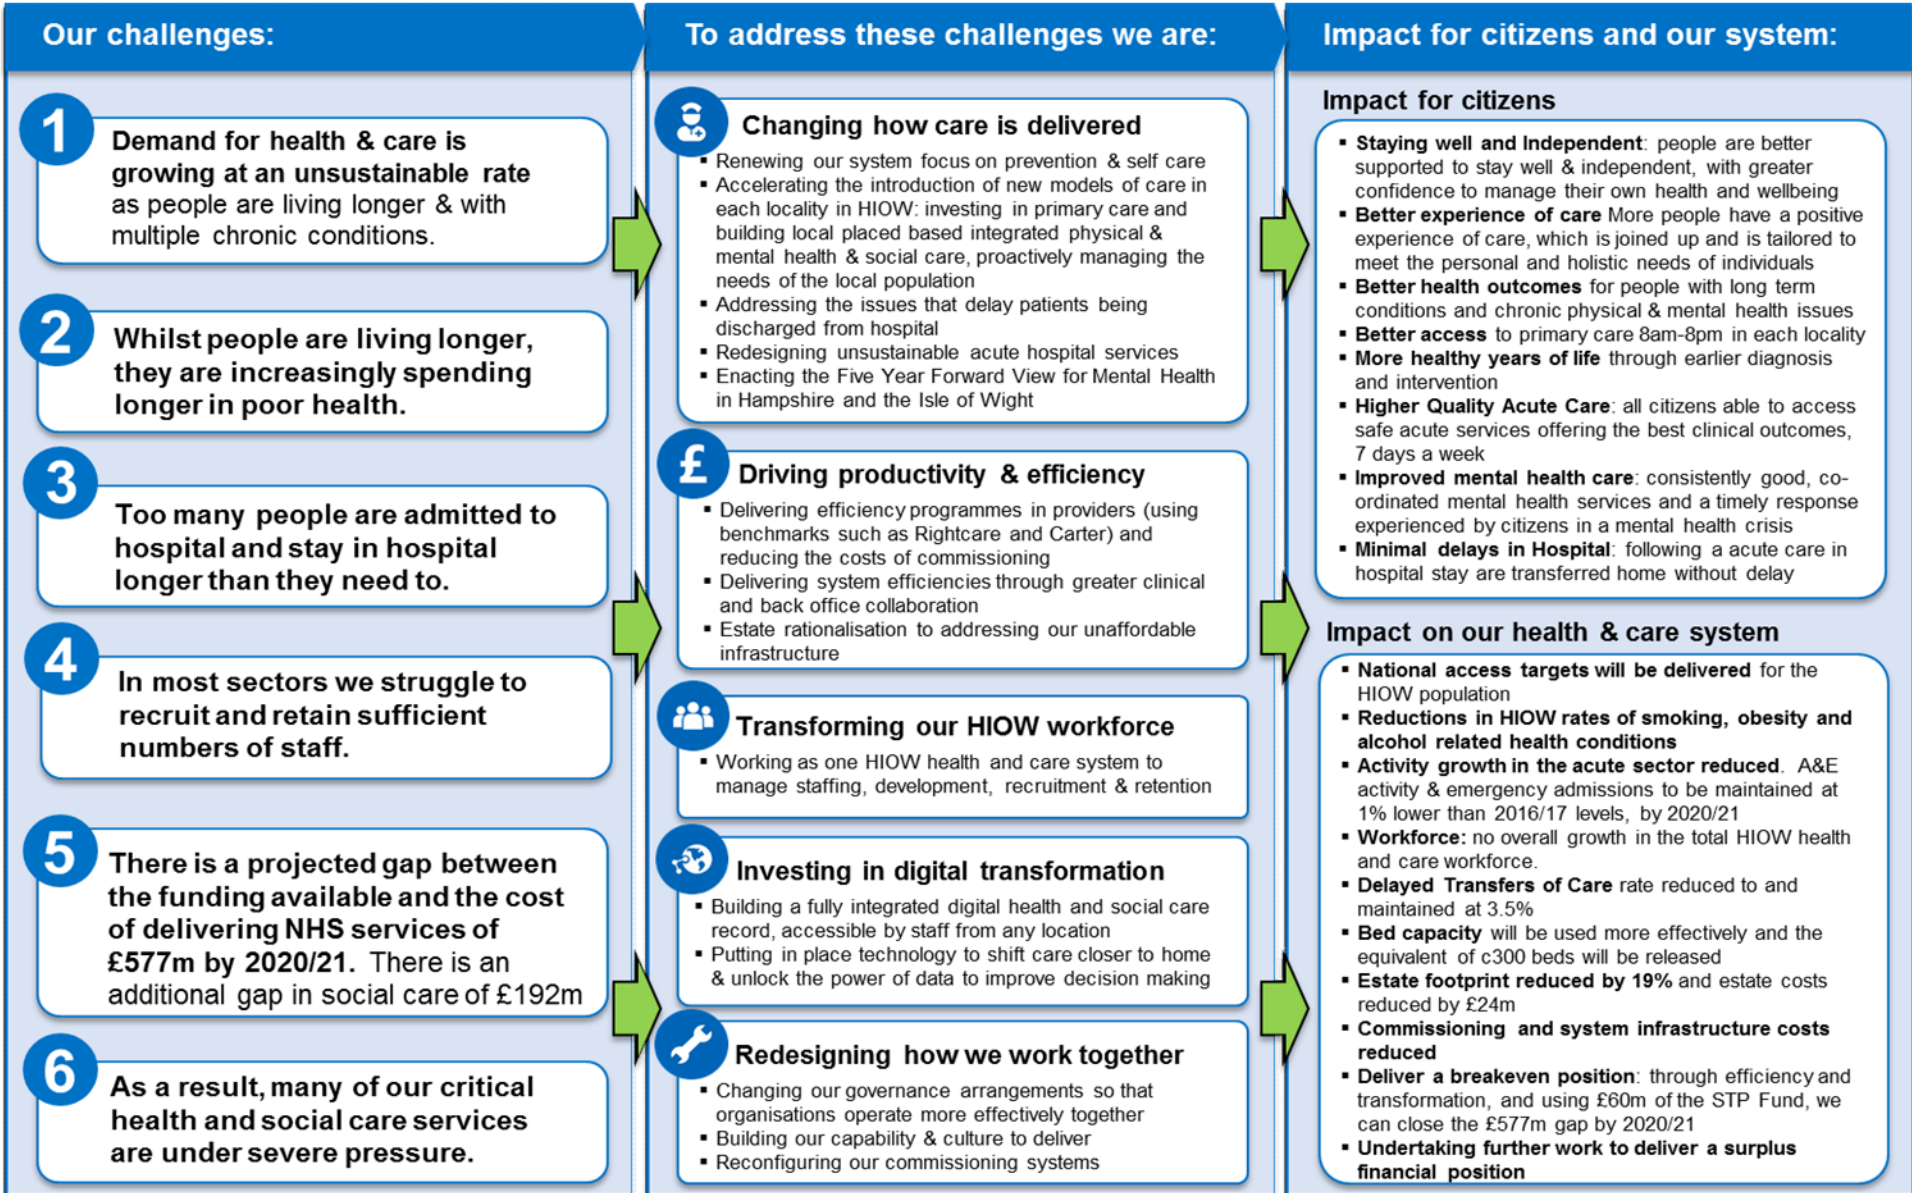 Our challenges:
1
Demand for health & care is
growing at an unsustainable rate
as people are living longer & with
multiple chronic conditions.
2
Whilst people are living longer,
they are increasingly spending
longer in poor health.
3
Too many people are admitted to
hospital and stay in hospital
longer than they need to.
4
In most sectors we struggle to
recruit and retain sufficient
numbers of staff.
5
There is a projected gap between
the funding available and the cost
of delivering NHS services of
£577m by 2020/21. There is an
additional gap in social care of £192m
6
As a result, many of our critical
health and social care services
are under severe pressure.
To address these challenges we are:
Changing how care is delivered
▪ Renewing our system focus on prevention & self care
▪ Accelerating the introduction of new models of care in
each locality in HIOW: investing in primary care and
building local placed based integrated physical &
mental health & social care, proactively managing the
needs of the local population
▪ Addressing the issues that delay patients being
discharged from hospital
▪ Redesigning unsustainable acute hospital services
▪ Enacting the Five Year Forward View for Mental Health
in Hampshire and the Isle of Wight
£
Driving productivity & efficiency
▪ Delivering efficiency programmes in providers (using
benchmarks such as Rightcare and Carter) and
reducing the costs of commissioning
▪ Delivering system efficiencies through greater clinical
and back office collaboration
▪ Estate rationalisation to addressing our unaffordable
infrastructure
Transforming our HIOW workforce
▪ Working as one HIOW health and care system to
manage staffing, development, recruitment & retention
Investing in digital transformation
▪ Building a fully integrated digital health and social care
record, accessible by staff from any location
▪ Putting in place technology to shift care closer to home
& unlock the power of data to improve decision making
Redesigning how we work together
▪ Changing our governance arrangements so that
organisations operate more effectively together
▪ Building our capability & culture to deliver
▪ Reconfiguring our commissioning systems
Impact for citizens and our system:
Impact for citizens
▪ Staying well and Independent: people are better
supported to stay well & independent, with greater
confidence to manage their own health and wellbeing
▪ Better experience of care More people have a positive
experience of care, which is joined up and is tailored to
meet the personal and holistic needs of individuals
▪ Better health outcomes for people with long term
conditions and chronic physical & mental health issues
▪ Better access to primary care 8am-8pm in each locality
▪ More healthy years of life through earlier diagnosis
and intervention
▪ Higher Quality Acute Care: all citizens able to access
safe acute services offering the best clinical outcomes,
7 days a week
▪ Improved mental health care: consistently good, co-
ordinated mental health services and a timely response
experienced by citizens in a mental health crisis
▪ Minimal delays in Hospital: following a acute care in
hospital stay are transferred home without delay
Impact on our health & care system
▪ National access targets will be delivered for the
HIOW population
▪ Reductions in HIOW rates of smoking, obesity and
alcohol related health conditions
▪ Activity growth in the acute sector reduced. A&E
activity & emergency admissions to be maintained at
1% lower than 2016/17 levels, by 2020/21
▪ Workforce: no overall growth in the total HIOW health
and care workforce.
▪ Delayed Transfers of Care rate reduced to and
maintained at 3.5%
▪ Bed capacity will be used more effectively and the
equivalent of c300 beds will be released
▪ Estate footprint reduced by 19% and estate costs
reduced by £24m
▪ Commissioning and system infrastructure costs
reduced
▪ Deliver a breakeven position: through efficiency and
transformation, and using £60m of the STP Fund, we
can close the £577m gap by 2020/21
▪ Undertaking further work to deliver a surplus
financial position